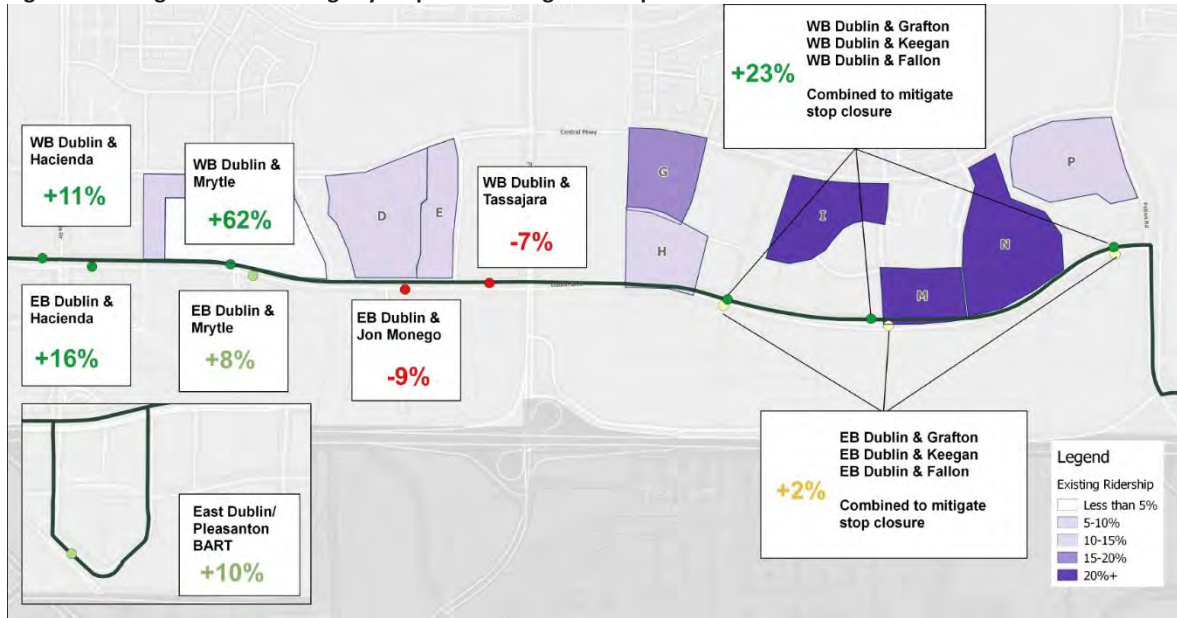 WB Dublin & Grafton
WB Dublin & Keegan
WB Dublin & Fallon
+23%
Combined to mitigate
stop closure
WB Dublin &
Hacienda
+11%
WB Dublin &
Mrytle
+62%
WB Dublin &
Tassajara
-7%
Central Pkwy
D
E
G
H
I
M
N
P
Fallon Rd
EB Dublin &
Hacienda
+16%
EB Dublin &
Mrytle
+8%
EB Dublin &
Jon Monego
-9%
EB Dublin & Grafton
EB Dublin & Keegan
EB Dublin & Fallon
+2%
Combined to mitigate
stop closure
East Dublin/
Pleasanton
BART
+10%
Legend
Existing Ridership
Less than 5%
5-10%
10-15%
15-20%
20%+